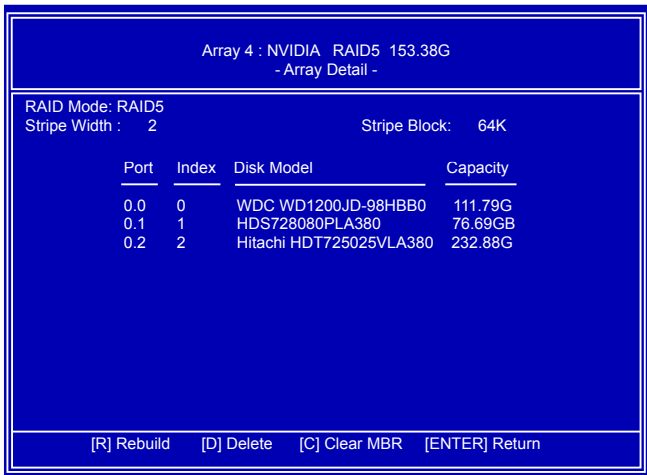 Array 4 : NVIDIA RAID5 153.38G
- Array Detail -
RAID Mode: RAID5
Stripe Width : 2 Stripe Block: 64K
Port Index Disk Model Capacity
0.0 0 WDC WD1200JD-98HBB0 111.79G
0.1 1 HDS728080PLA380 76.69GB
0.2 2 Hitachi HDT725025VLA380 232.88G
[R] Rebuild [D] Delete [C] Clear MBR [ENTER] Return